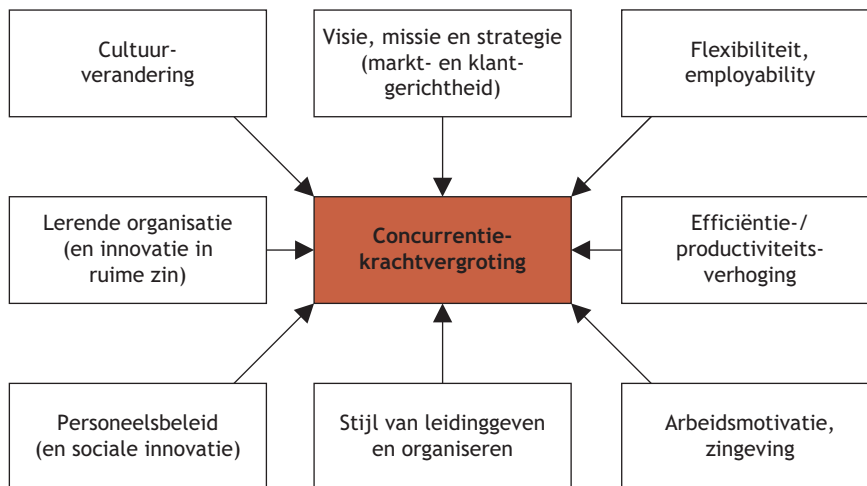 Cultuur-
verandering
Visie, missie en strategie
(markt- en klant-
gerichtheid)
Flexibiliteit,
employability
Lerende organisatie
(en innovatie in
ruime zin)
Concurrentie-
krachtvergroting
Efficiëntie-/
productiviteits-
verhoging
Personeelsbeleid
(en sociale innovatie)
Stijl van leidinggeven
en organiseren
Arbeidsmotivatie,
zingeving